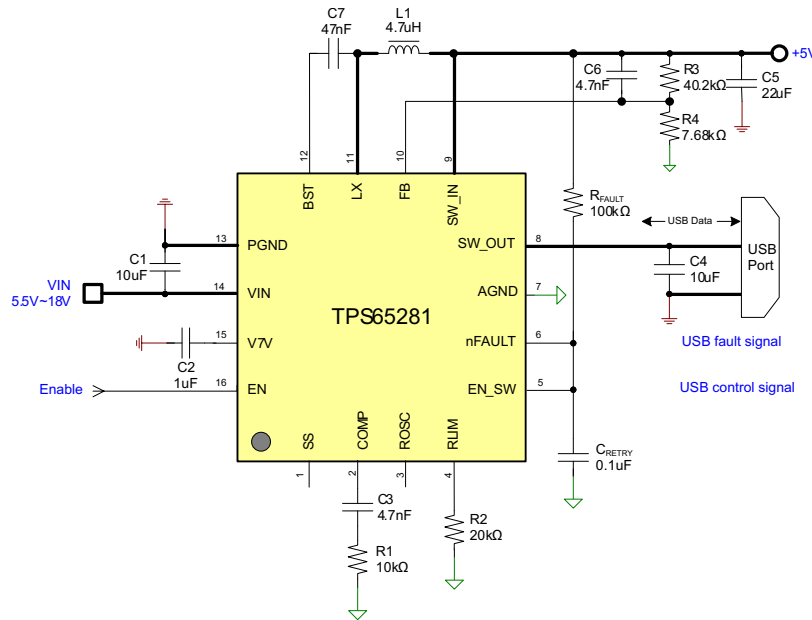 C7
47nF
L1
4.7uH
+5V
C6
4.7nF
R3
40.2kΩ
C5
22uF
R4
7.68kΩ
12
11
10
9
BST
LX
FB
SW_IN
RFAULT
100kΩ
USB Data
13
PGND
SW_OUT
8
USB
Port
C1
10uF
C4
10uF
VIN
5.5V~18V
14
VIN
AGND
7
TPS65281
15
V7V
nFAULT
6
USB fault signal
C2
1uF
Enable
16
EN
EN_SW
5
USB control signal
SS
COMP
ROSC
RLIM
1
2
3
4
CRETRY
0.1uF
C3
4.7nF
R2
20kΩ
R1
10kΩ